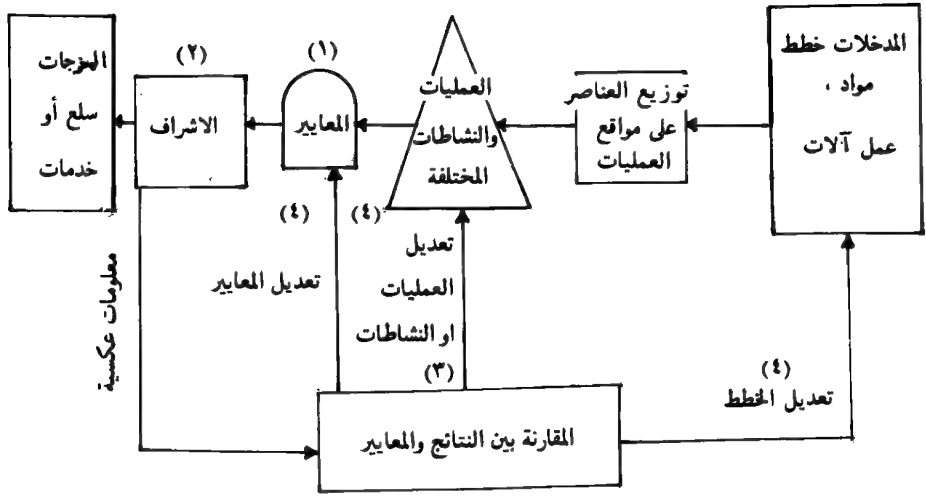 المدخلات خطط
مواد ،
عمل آلات
توزيع العناصر
على مواقع
العمليات
العمليات
والنشاطات
المختلفة
(١)
المعايير
(٢)
الاشراف
المخرجات
سلع أو
خدمات
معلومات عكسية
(٤)
(٤)
تعديل المعايير
تعديل
العمليات
او النشاطات
(٣)
(٤)
تعديل الخطط
المقارنة بين النتائج والمعايير